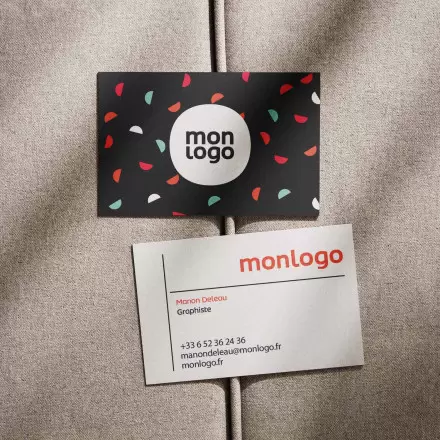 mon
logo
monlogo
Manon Deleau
Graphiste
+33 6 52 36 24 36
manondeleau@monlogo.fr
monlogo.fr